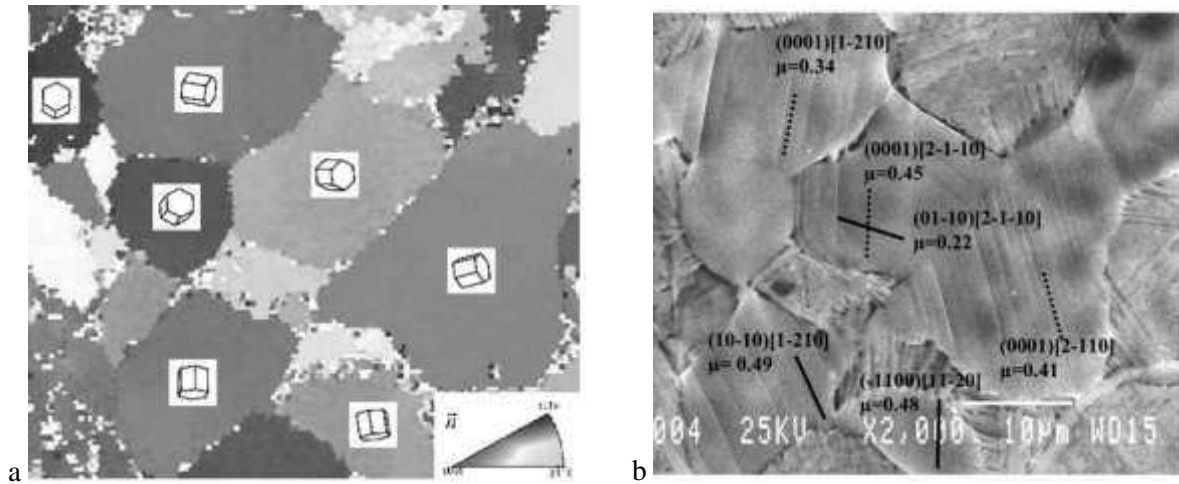 a
b
(0001)[1-210]
μ=0.34
(0001)[2-1-10]
μ=0.45
(01-10)[2-1-10]
μ=0.22
(10-10)[1-210]
μ= 0.49
(0001)[2-110]
μ=0.41
(-1100)[11-20]
μ=0.48
004 25KV X2,000 10μm WD15